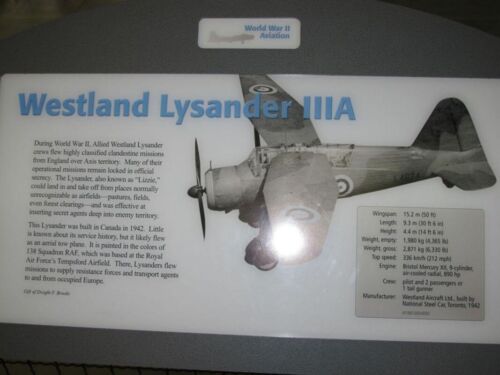 World War II
Aviation
Westland Lysander IIIA
During World War II, Allied Westland Lysander
crews flew highly classified clandestine missions
from England over Axis territory. Many of their
operational missions remain locked in official
secrecy. The Lysander, also known as "Lizzie,"
could land in and take off from places normally
unrecognizable as airfields—pastures, fields,
even forest clearings—and was effective at
inserting secret agents deep into enemy territory.
This Lysander was built in Canada in 1942. Little
is known about its service history, but it likely flew
as an aerial tow plane. It is painted in the colors of
138 Squadron RAF, which was based at the Royal
Air Force's Tempsford Airfield. There, Lysanders flew
missions to supply resistance forces and transport agents
to and from occupied Europe.
Gift of Dwight F. Brooks
Wingspan: 15.2 m (50 ft)
Length: 9.3 m (30 ft 6 in)
Height: 4.4 m (14 ft 6 in)
Weight, empty: 1,980 kg (4,365 lb)
Weight, gross: 2,871 kg (6,330 lb)
Top speed: 336 km/h (212 mph)
Engine: Bristol Mercury XX, 9-cylinder,
air-cooled radial, 890 hp
Crew: pilot and 2 passengers or
1 tail gunner
Manufacturer: Westland Aircraft Ltd., built by
National Steel Car, Toronto, 1942